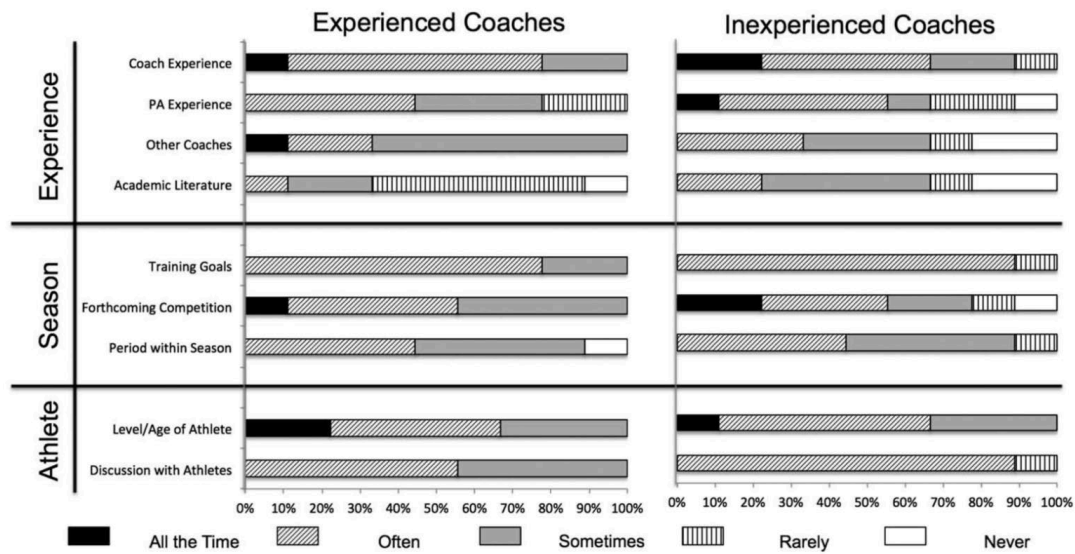 Experienced Coaches
Inexperienced Coaches
Experience
Coach Experience
PA Experience
Other Coaches
Academic Literature
Season
Training Goals
Forthcoming Competition
Period within Season
Athlete
Level/Age of Athlete
Discussion with Athletes
0% 10% 20% 30% 40% 50% 60% 70% 80% 90% 100%
0% 10% 20% 30% 40% 50% 60% 70% 80% 90% 100%
All the Time Often Sometimes Rarely Never